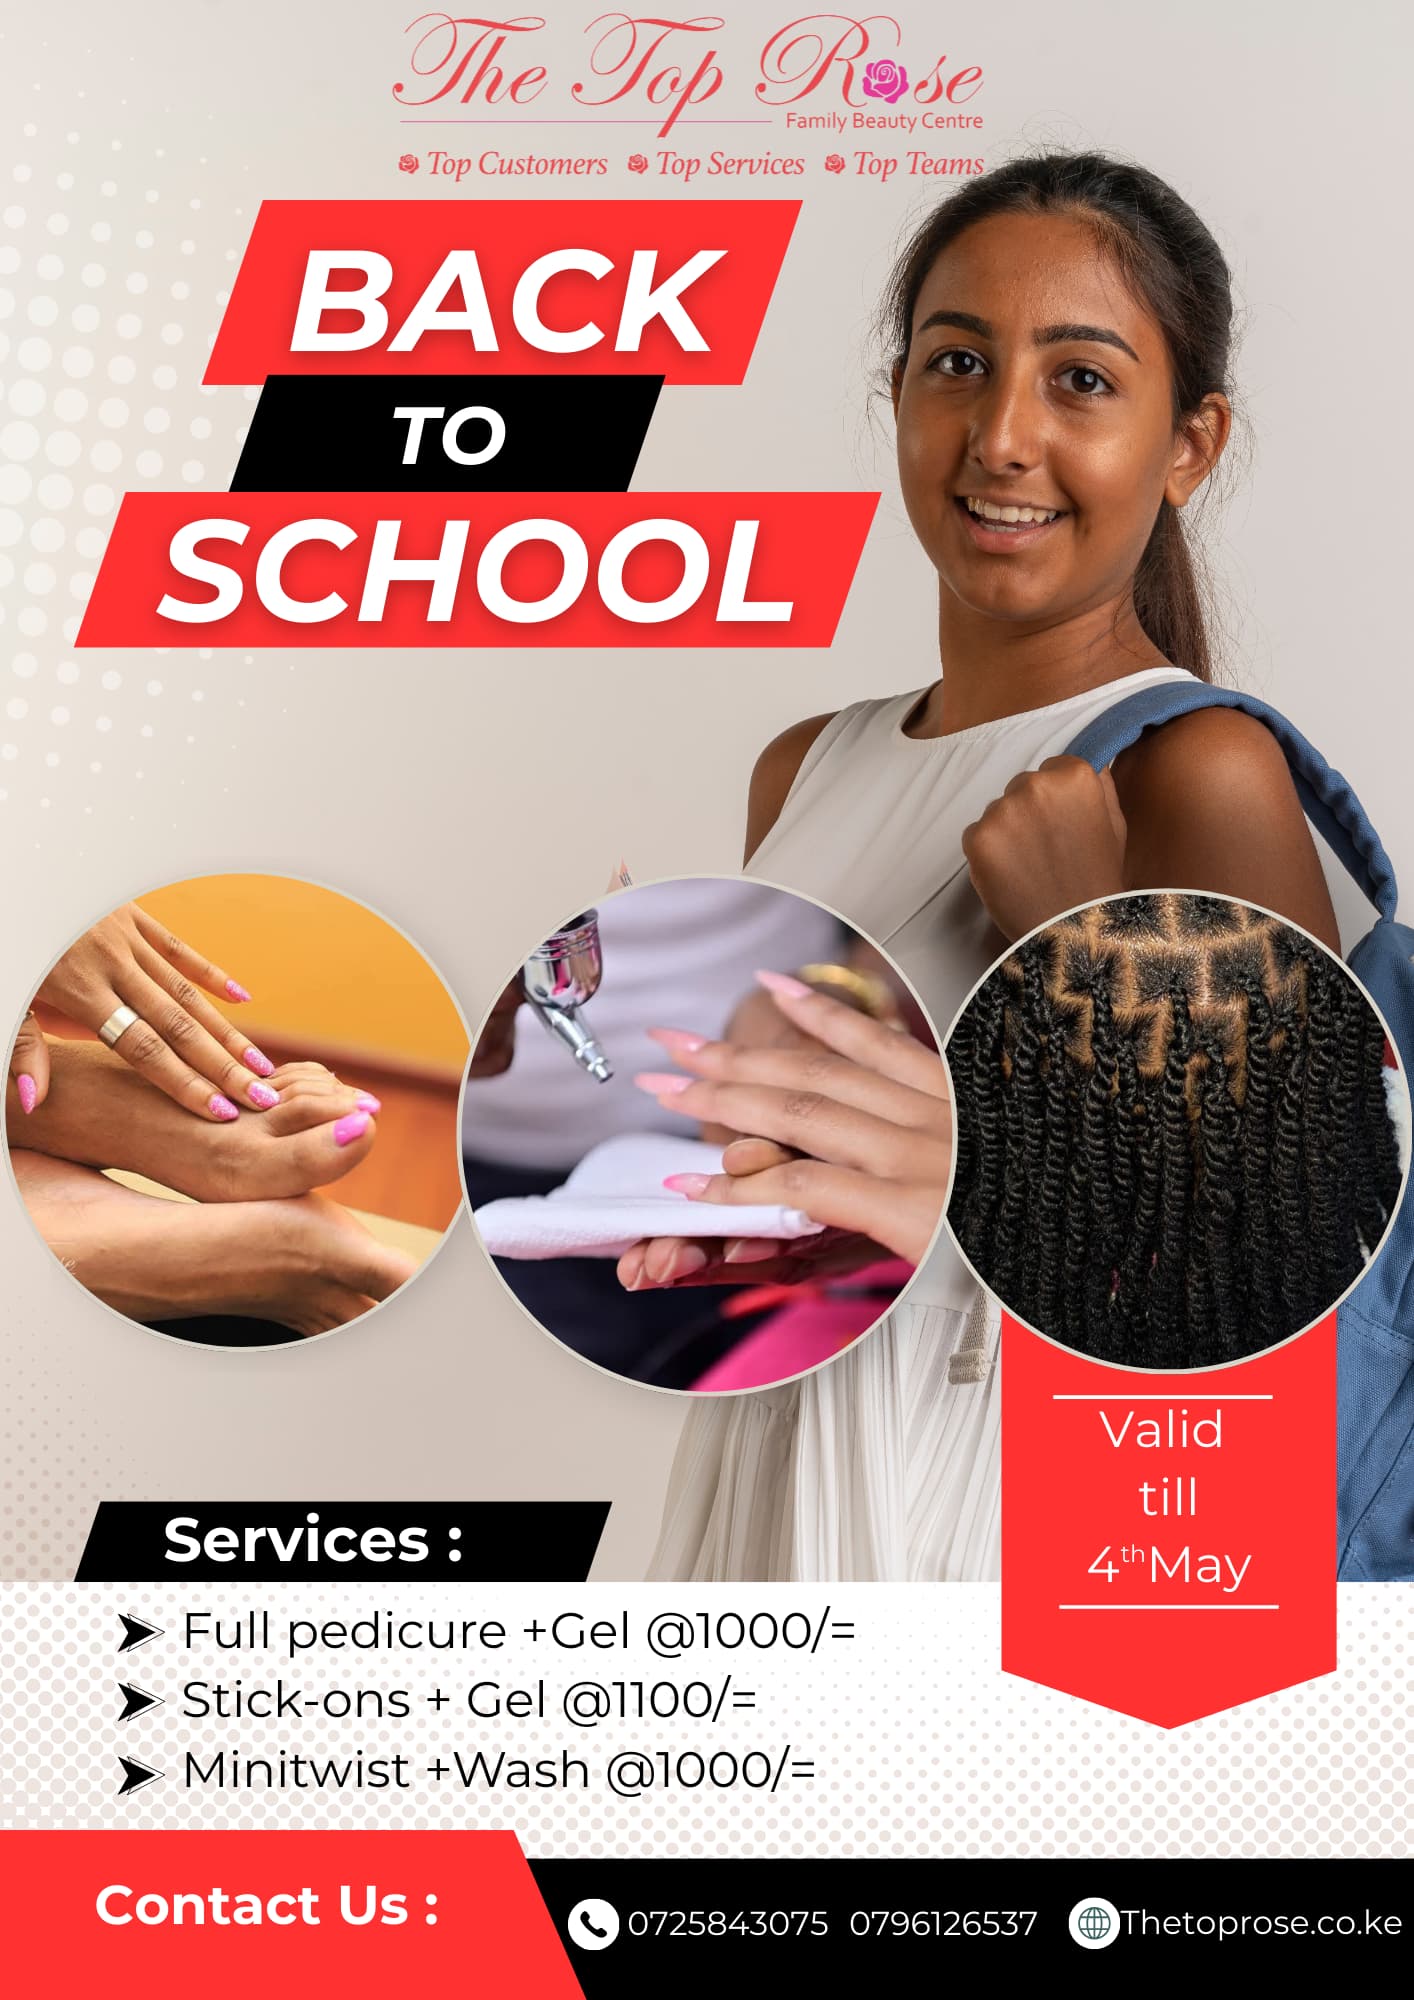 The Top Rose
Family Beauty Centre
Top Customers Top Services Top Teams
BACK
TO
SCHOOL
Valid
till
4th May
Services :
Full pedicure +Gel @1000/=
Stick-ons + Gel @1100/=
Minitwist +Wash @1000/=
Contact Us :
0725843075 0796126537 Thetoprose.co.ke